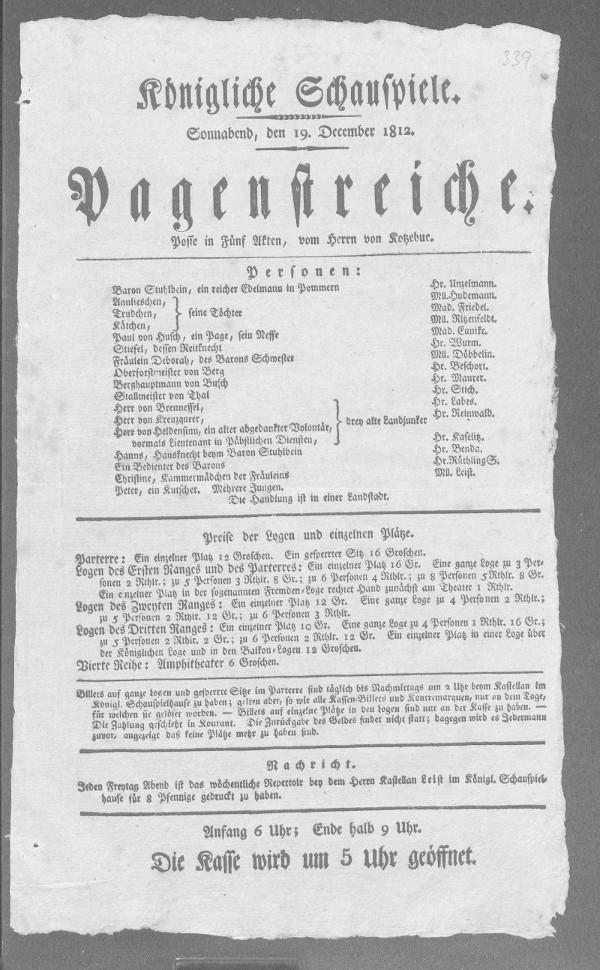 339
Königliche Schauspiele.
Sonnabend, den 19. December 1812.
Pagenstreiche.
Posse in Fünf Akten, vom Herrn von Kotzebue.
Personen:
Baron Stuhlbein, ein reicher Edelmann in Pommern
Annlieschen,
Trudchen,
Kätchen,
seine Töchter
Paul von Husch, ein Page, sein Neffe
Stiefel, dessen Reitknecht
Fräulein Deborah, des Barons Schwester
Oberforstmeister von Berg
Berghauptmann von Busch
Stallmeister von Thal
Herr von Brennessel,
Herr von Kreuzqueer,
Herr von Heldensinn, ein alter abgedankter Volontär,
vormals Lieutenant in Päbstlichen Diensten,
drey alte Landjunker
Hanns, Hausknecht beym Baron Stuhlbein
Ein Bedienter des Barons
Christine, Kammermädchen der Fräuleins
Peter, ein Kutscher. Mehrere Jungen.
Hr. Unzelmann.
Mll. Hudemann.
Mad. Friedel.
Mll. Ritzenfeldt.
Mad. Eunike.
Hr. Wurm.
Mll. Döbbelin.
Hr. Beschort.
Hr. Maurer.
Hr. Stich.
Hr. Labes.
Hr. Reinwald.
Hr. Kaselitz.
Hr. Benda.
Hr. Rüthling S.
Mll. Leist.
Die Handlung ist in einer Landstadt.
Preise der Logen und einzelnen Plätze.
Parterre: Ein einzelner Platz 12 Groschen. Ein gesperrter Sitz 16 Groschen.
Logen des Ersten Ranges und des Parterres: Ein einzelner Platz 16 Gr. Eine ganze Loge zu 3 Per-
sonen 2 Rthlr.; zu 5 Personen 3 Rthlr. 8 Gr.; zu 6 Personen 4 Rthlr.; zu 8 Personen 5 Rthlr. 8 Gr.
Ein einzelner Platz in der sogenannten Fremden-Loge rechter Hand zunächst am Theater 1 Rthlr.
Logen des Zweyten Ranges: Ein einzelner Platz 12 Gr. Eine ganze Loge zu 4 Personen 2 Rthlr.;
zu 5 Personen 2 Rthlr. 12 Gr.; zu 6 Personen 3 Rthlr.
Logen des Dritten Ranges: Ein einzelner Platz 10 Gr. Eine ganze Loge zu 4 Personen 1 Rthlr. 16 Gr.;
zu 5 Personen 2 Rthlr. 2 Gr.; zu 6 Personen 2 Rthlr. 12 Gr. Ein einzelner Platz in einer Loge über
der Königlichen Loge und in den Balkon-Logen 12 Groschen.
Vierte Reihe: Amphitheater 6 Groschen.
Billets auf ganze Logen und gesperrte Sitze im Parterre sind täglich bis Nachmittags um 2 Uhr beym Kastellan im
Königl. Schauspielhause zu haben; gelten aber, so wie alle Kassen-Billets und Kontremarquen, nur an dem Tage,
für welchen sie gelöset worden. — Billets auf einzelne Plätze in den Logen sind nur an der Kasse zu haben. —
Die Zahlung geschieht in Kourant. Die Zurückgabe des Geldes findet nicht statt; dagegen wird es Jedermann
zuvor, angezeigt daß keine Plätze mehr zu haben sind.
Nachricht.
Jeden Freytag Abend ist das wöchentliche Repertoir bey dem Herrn Kastellan Leist im Königl. Schauspiel-
hause für 8 Pfennige gedruckt zu haben.
Anfang 6 Uhr; Ende halb 9 Uhr.
Die Kasse wird um 5 Uhr geöffnet.